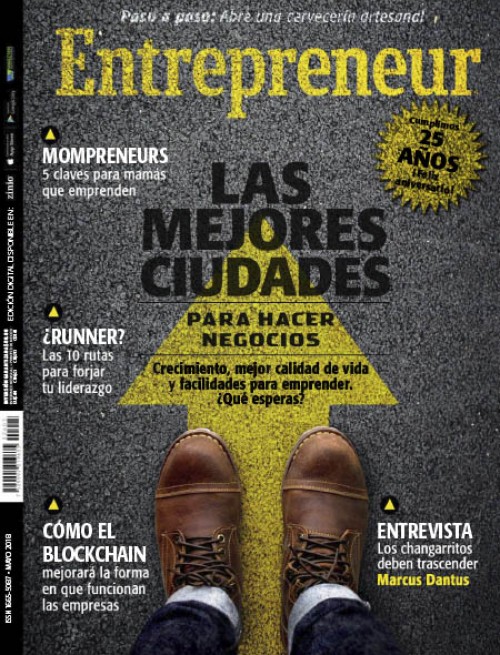 Paso a paso: Abre una cervecería artesanal
Entrepreneur
Cumplimos
25
AÑOS
¡Feliz
aniversario!
MOMPRENEURS
5 claves para mamás
que emprenden
LAS
MEJORES
CIUDADES
PARA HACER
NEGOCIOS
Crecimiento, mejor calidad de vida
y facilidades para emprender.
¿Qué esperas?
¿RUNNER?
Las 10 rutas
para forjar
tu liderazgo
CÓMO EL
BLOCKCHAIN
mejorará la forma
en que funcionan
las empresas
ENTREVISTA
Los changarritos
deben trascender
Marcus Dantus
EDICIÓN DIGITAL DISPONIBLE EN:
zinio
ISSN 1665-5087 • MAYO 2018